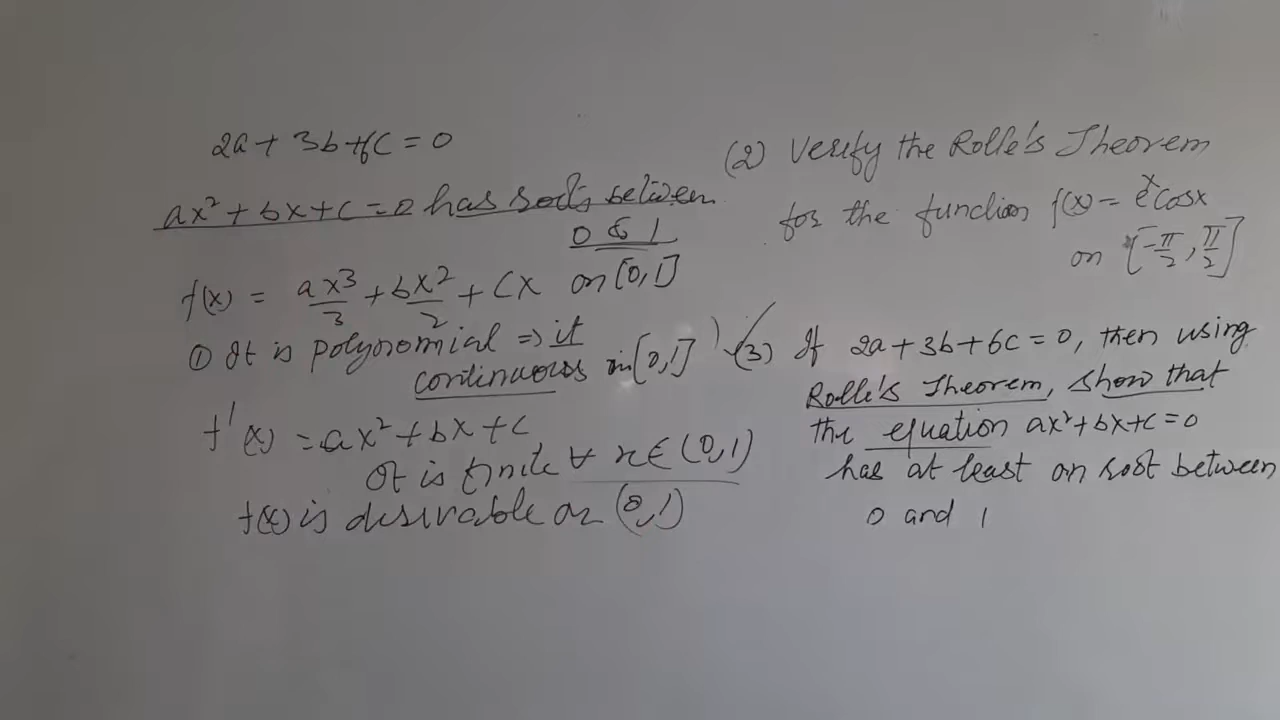 2a + 3b + 6c = 0
ax² + bx + c = 0 has roots between
0 & 1
f(x) = ax³/3 + bx²/2 + cx on [0,1]
① It is polynomial ⇒ it
continuous in [0,1]
f'(x) = ax² + bx + c
It is finite ∀ x ∈ (0,1)
f(x) is derivable on (0,1)
(2) Verify the Rolle's Theorem
for the function f(x) = eˣcosx
on [-π/2, π/2]
(3) If 2a + 3b + 6c = 0, then using
Rolle's Theorem, show that
the equation ax² + bx + c = 0
has at least on root between
0 and 1